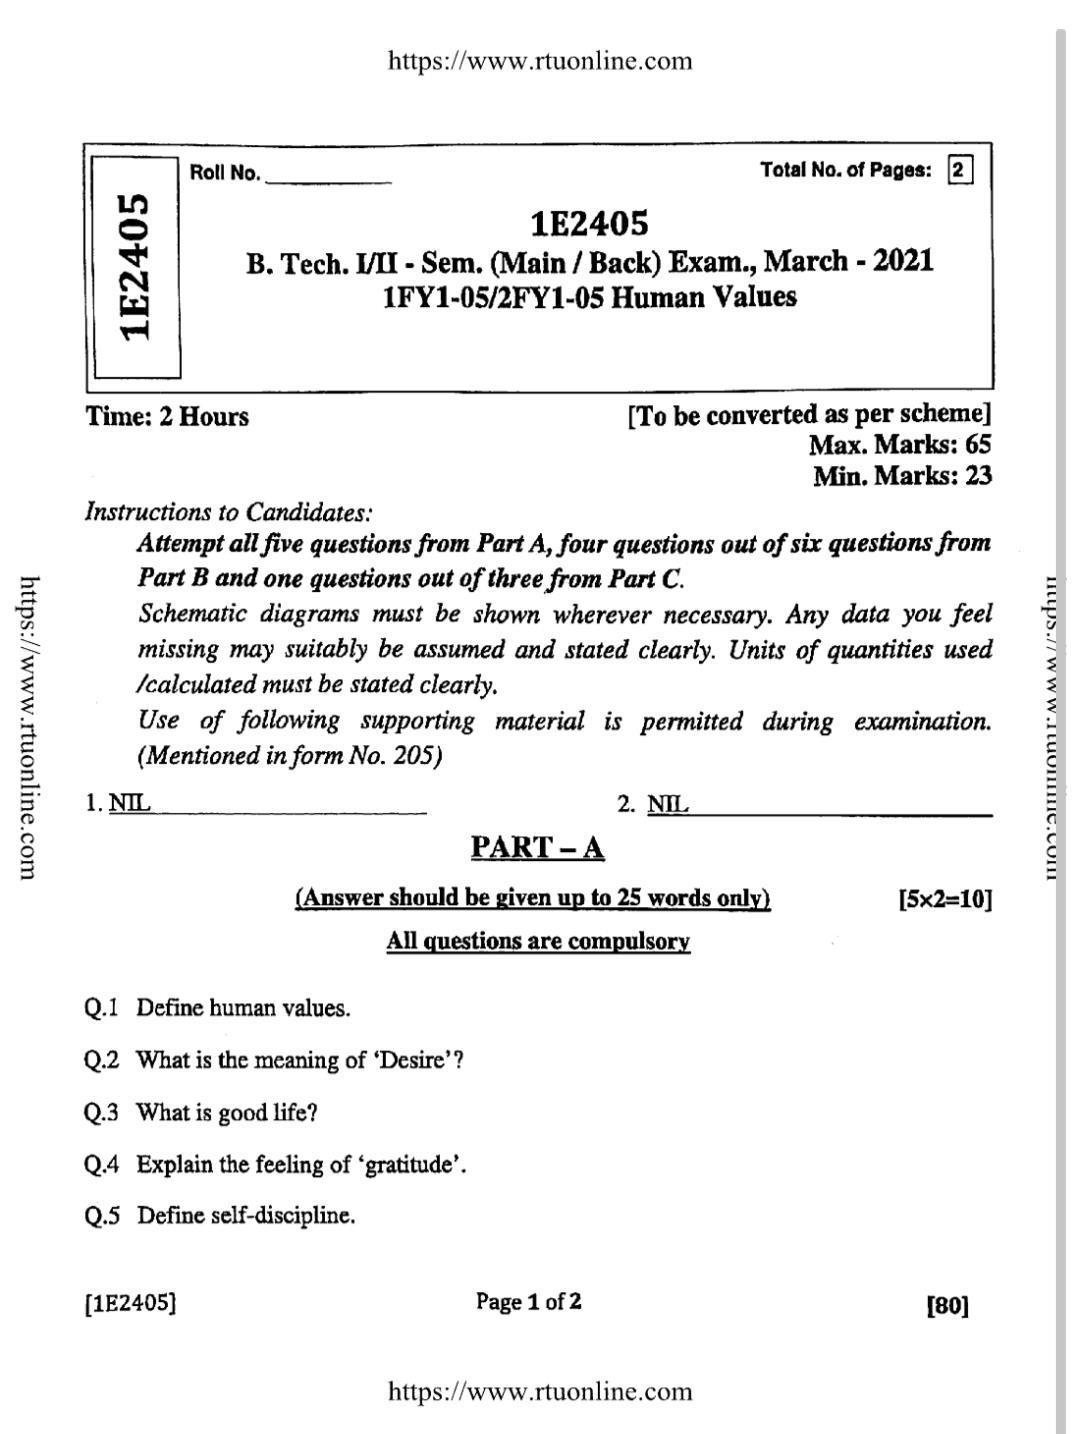 https://www.rtuonline.com
1E2405
Roll No.
Total No. of Pages: 2
1E2405
B. Tech. I/II - Sem. (Main / Back) Exam., March - 2021
1FY1-05/2FY1-05 Human Values
Time: 2 Hours
[To be converted as per scheme]
Max. Marks: 65
Min. Marks: 23
Instructions to Candidates:
Attempt all five questions from Part A, four questions out of six questions from
Part B and one questions out of three from Part C.
Schematic diagrams must be shown wherever necessary. Any data you feel
missing may suitably be assumed and stated clearly. Units of quantities used
/calculated must be stated clearly.
Use of following supporting material is permitted during examination.
(Mentioned in form No. 205)
1. NIL
2. NIL
PART – A
(Answer should be given up to 25 words only)
[5×2=10]
All questions are compulsory
Q.1 Define human values.
Q.2 What is the meaning of ‘Desire’?
Q.3 What is good life?
Q.4 Explain the feeling of ‘gratitude’.
Q.5 Define self-discipline.
[1E2405]
Page 1 of 2
[80]
https://www.rtuonline.com
https://www.rtuonline.com
https://www.rtuonline.com